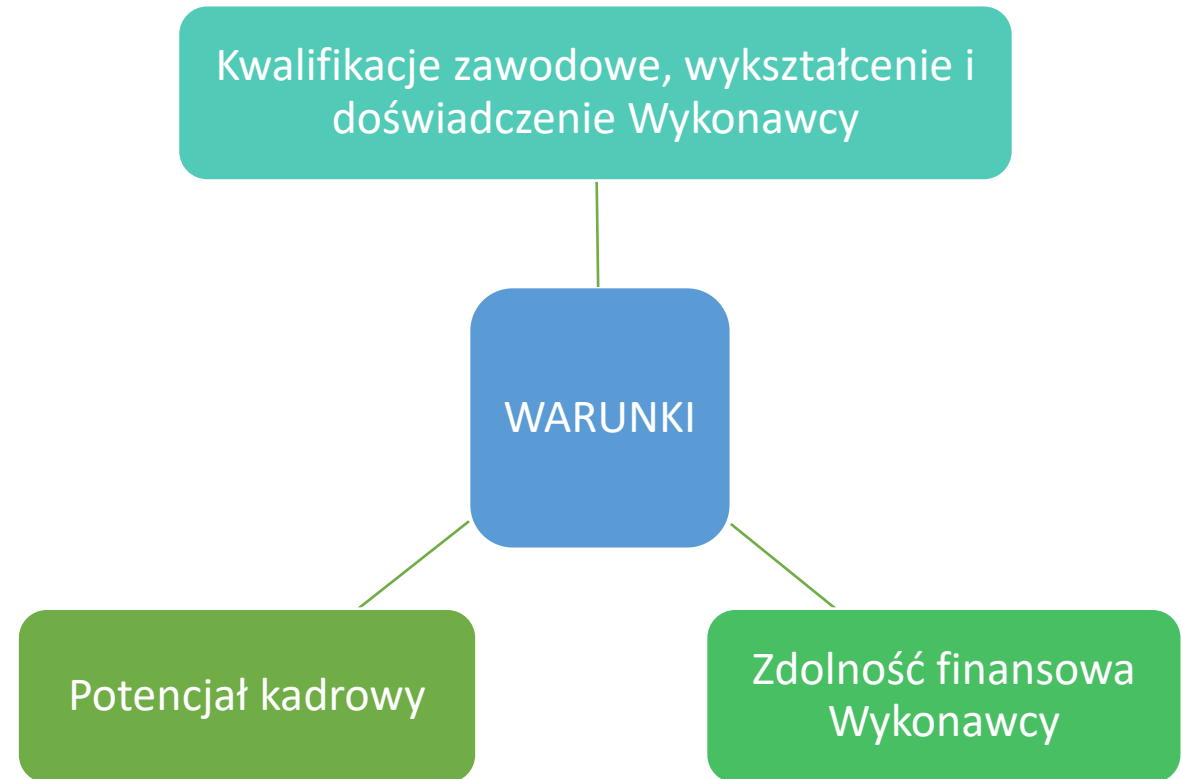 Kwalifikacje zawodowe, wykształcenie i
doświadczenie Wykonawcy
WARUNKI
Potencjał kadrowy
Zdolność finansowa
Wykonawcy